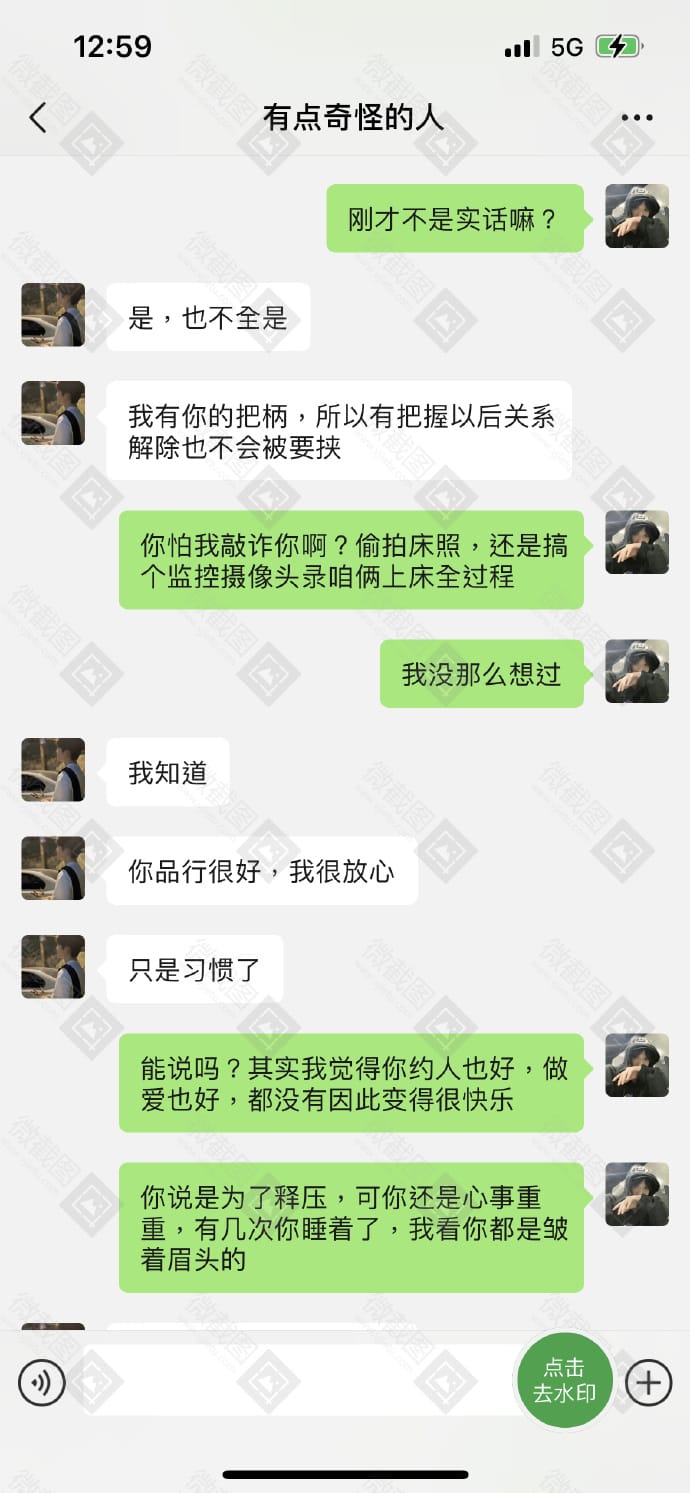 12:59
5G
有点奇怪的人
刚才不是实话嘛？
是，也不全是
我有你的把柄，所以有把握以后关系
解除也不会被要挟
你怕我敲诈你啊？偷拍床照，还是搞
个监控摄像头录咱俩上床全过程
我没那么想过
我知道
你品行很好，我很放心
只是习惯了
能说吗？其实我觉得你约人也好，做
爱也好，都没有因此变得很快乐
你说是为了释压，可你还是心事重
重，有几次你睡着了，我看你都是皱
着眉头的
点击
去水印
微截图